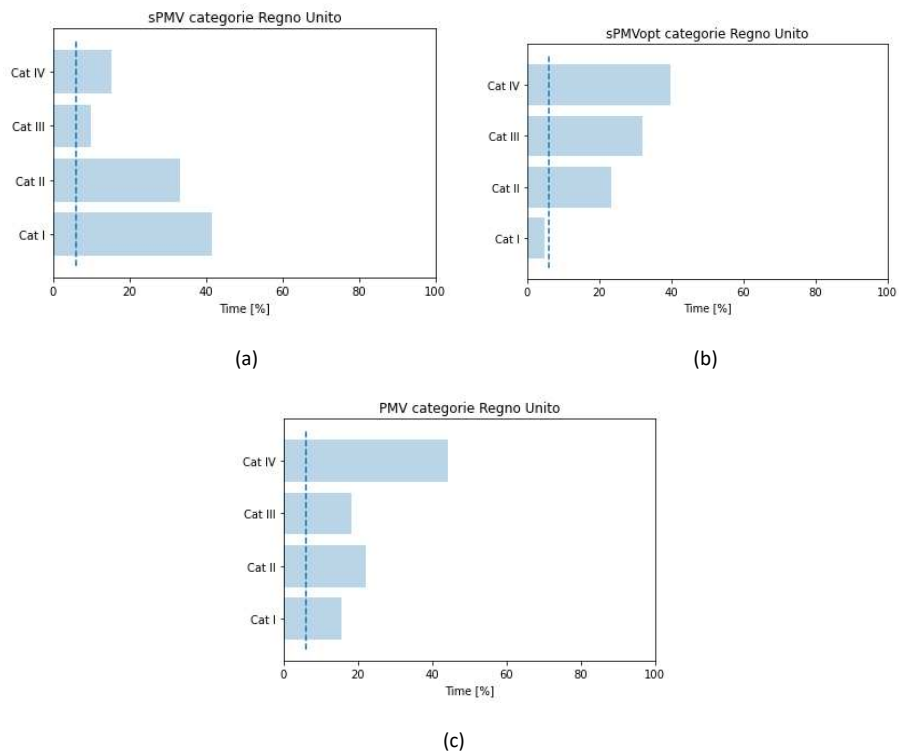 sPMV categorie Regno Unito
Cat IV
Cat III
Cat II
Cat I
0 20 40 60 80 100
Time [%]
(a)
sPMVopt categorie Regno Unito
Cat IV
Cat III
Cat II
Cat I
0 20 40 60 80 100
Time [%]
(b)
PMV categorie Regno Unito
Cat IV
Cat III
Cat II
Cat I
0 20 40 60 80 100
Time [%]
(c)